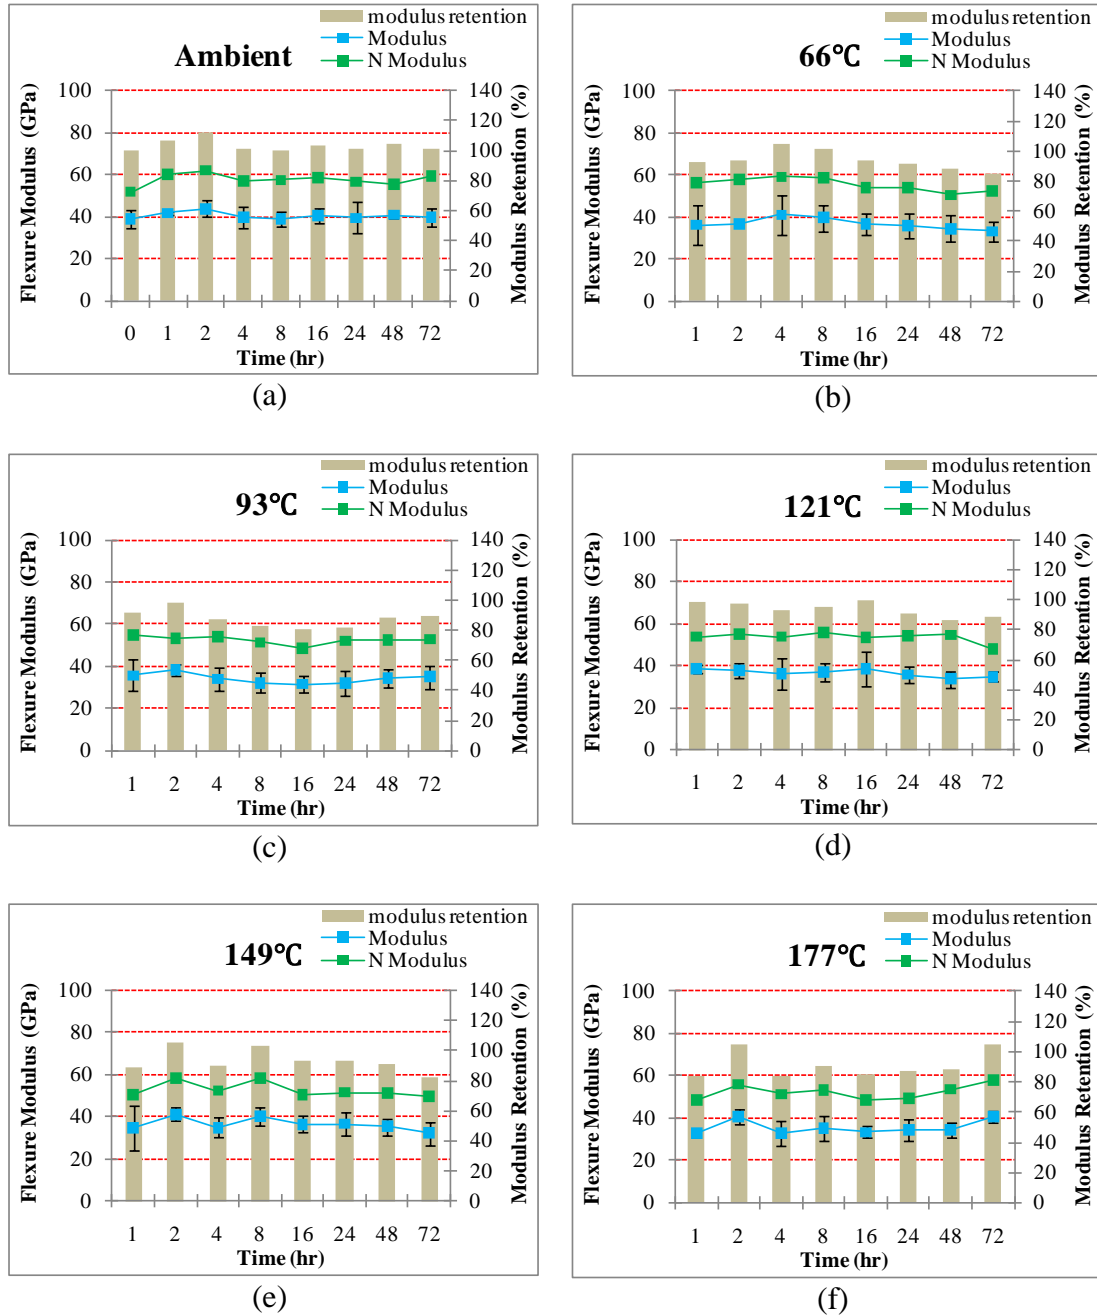 modulus retention
Modulus
N Modulus
Ambient
Flexure Modulus (GPa)
100
80
60
40
20
0
140
120
100
80
60
40
20
0
Modulus Retention (%)
0 1 2 4 8 16 24 48 72
Time (hr)
(a)
modulus retention
Modulus
N Modulus
66℃
Flexure Modulus (GPa)
100
80
60
40
20
0
140
120
100
80
60
40
20
0
Modulus Retention (%)
1 2 4 8 16 24 48 72
Time (hr)
(b)
modulus retention
Modulus
N Modulus
93℃
Flexure Modulus (GPa)
100
80
60
40
20
0
140
120
100
80
60
40
20
0
Modulus Retention (%)
1 2 4 8 16 24 48 72
Time (hr)
(c)
modulus retention
Modulus
N Modulus
121℃
Flexure Modulus (GPa)
100
80
60
40
20
0
140
120
100
80
60
40
20
0
Modulus Retention (%)
1 2 4 8 16 24 48 72
Time (hr)
(d)
modulus retention
Modulus
N Modulus
149℃
Flexure Modulus (GPa)
100
80
60
40
20
0
140
120
100
80
60
40
20
0
Modulus Retention (%)
1 2 4 8 16 24 48 72
Time (hr)
(e)
modulus retention
Modulus
N Modulus
177℃
Flexure Modulus (GPa)
100
80
60
40
20
0
140
120
100
80
60
40
20
0
Modulus Retention (%)
1 2 4 8 16 24 48 72
Time (hr)
(f)